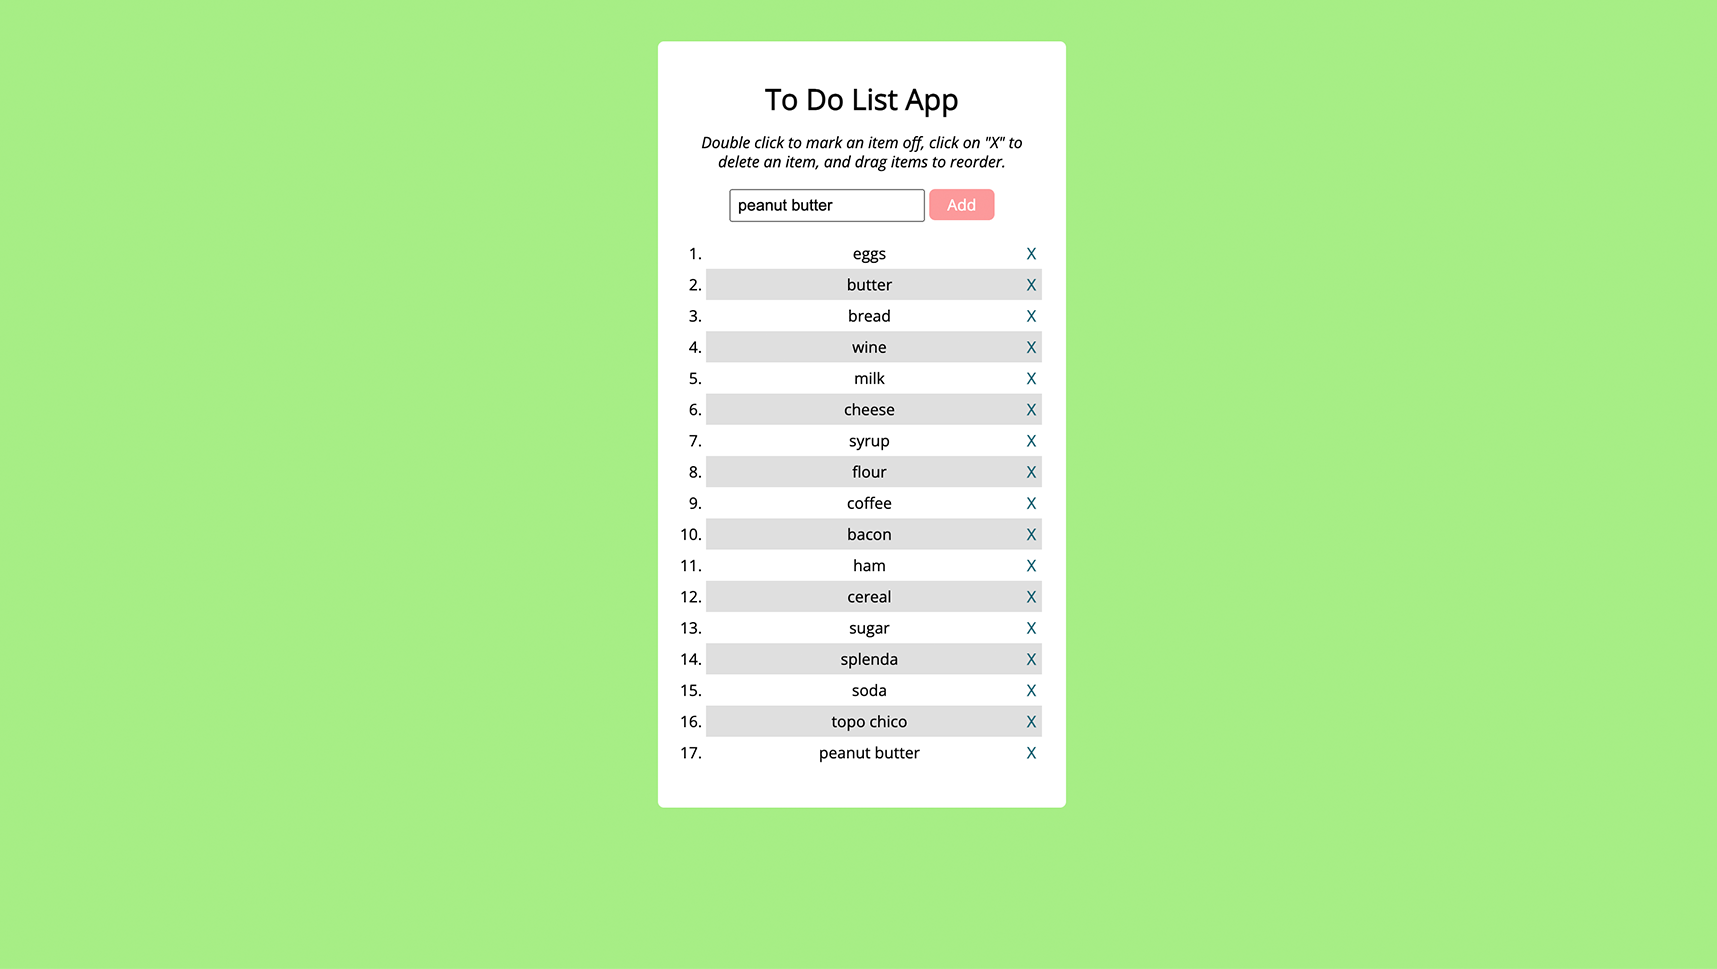 To Do List App
Double click to mark an item off, click on "X" to
delete an item, and drag items to reorder.
peanut butter Add
1. eggs X
2. butter X
3. bread X
4. wine X
5. milk X
6. cheese X
7. syrup X
8. flour X
9. coffee X
10. bacon X
11. ham X
12. cereal X
13. sugar X
14. splenda X
15. soda X
16. topo chico X
17. peanut butter X